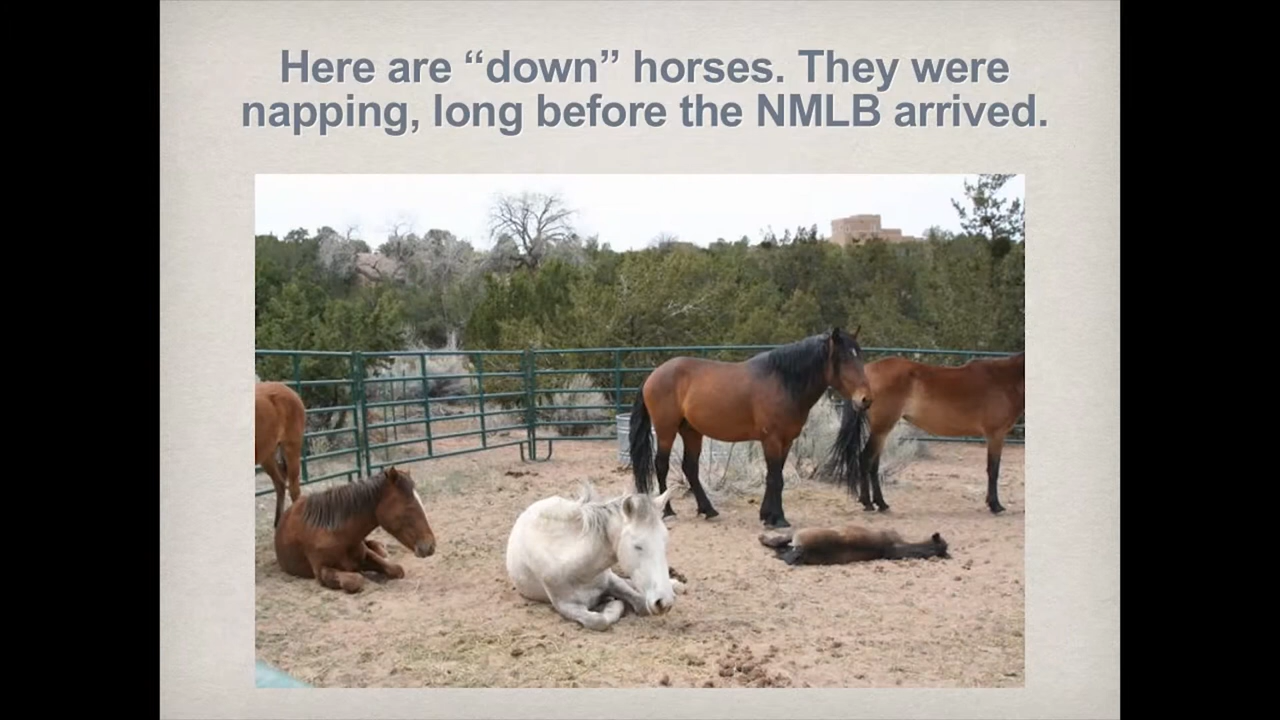 Here are “down” horses. They were
napping, long before the NMLB arrived.